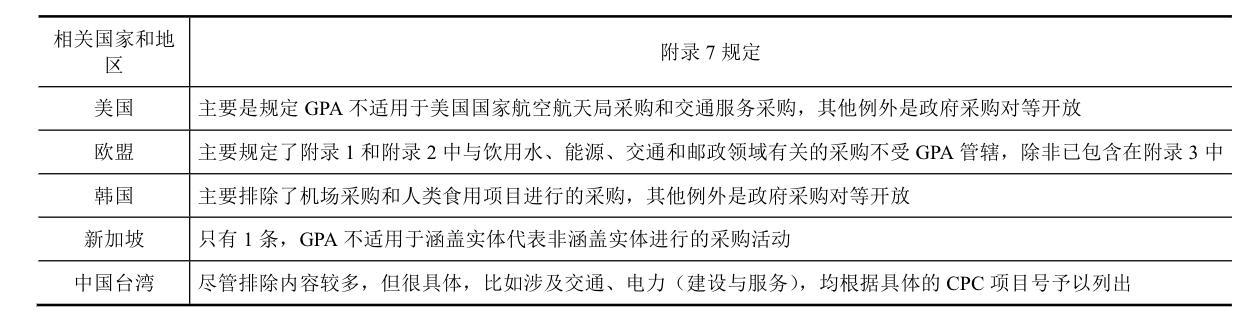 相关国家和地
区
附录 7 规定
美国
主要是规定 GPA 不适用于美国国家航空航天局采购和交通服务采购，其他例外是政府采购对等开放
欧盟
主要规定了附录 1 和附录 2 中与饮用水、能源、交通和邮政领域有关的采购不受 GPA 管辖，除非已包含在附录 3 中
韩国
主要排除了机场采购和人类食用项目进行的采购，其他例外是政府采购对等开放
新加坡
只有 1 条，GPA 不适用于涵盖实体代表非涵盖实体进行的采购活动
中国台湾
尽管排除内容较多，但很具体，比如涉及交通、电力（建设与服务），均根据具体的 CPC 项目号予以列出